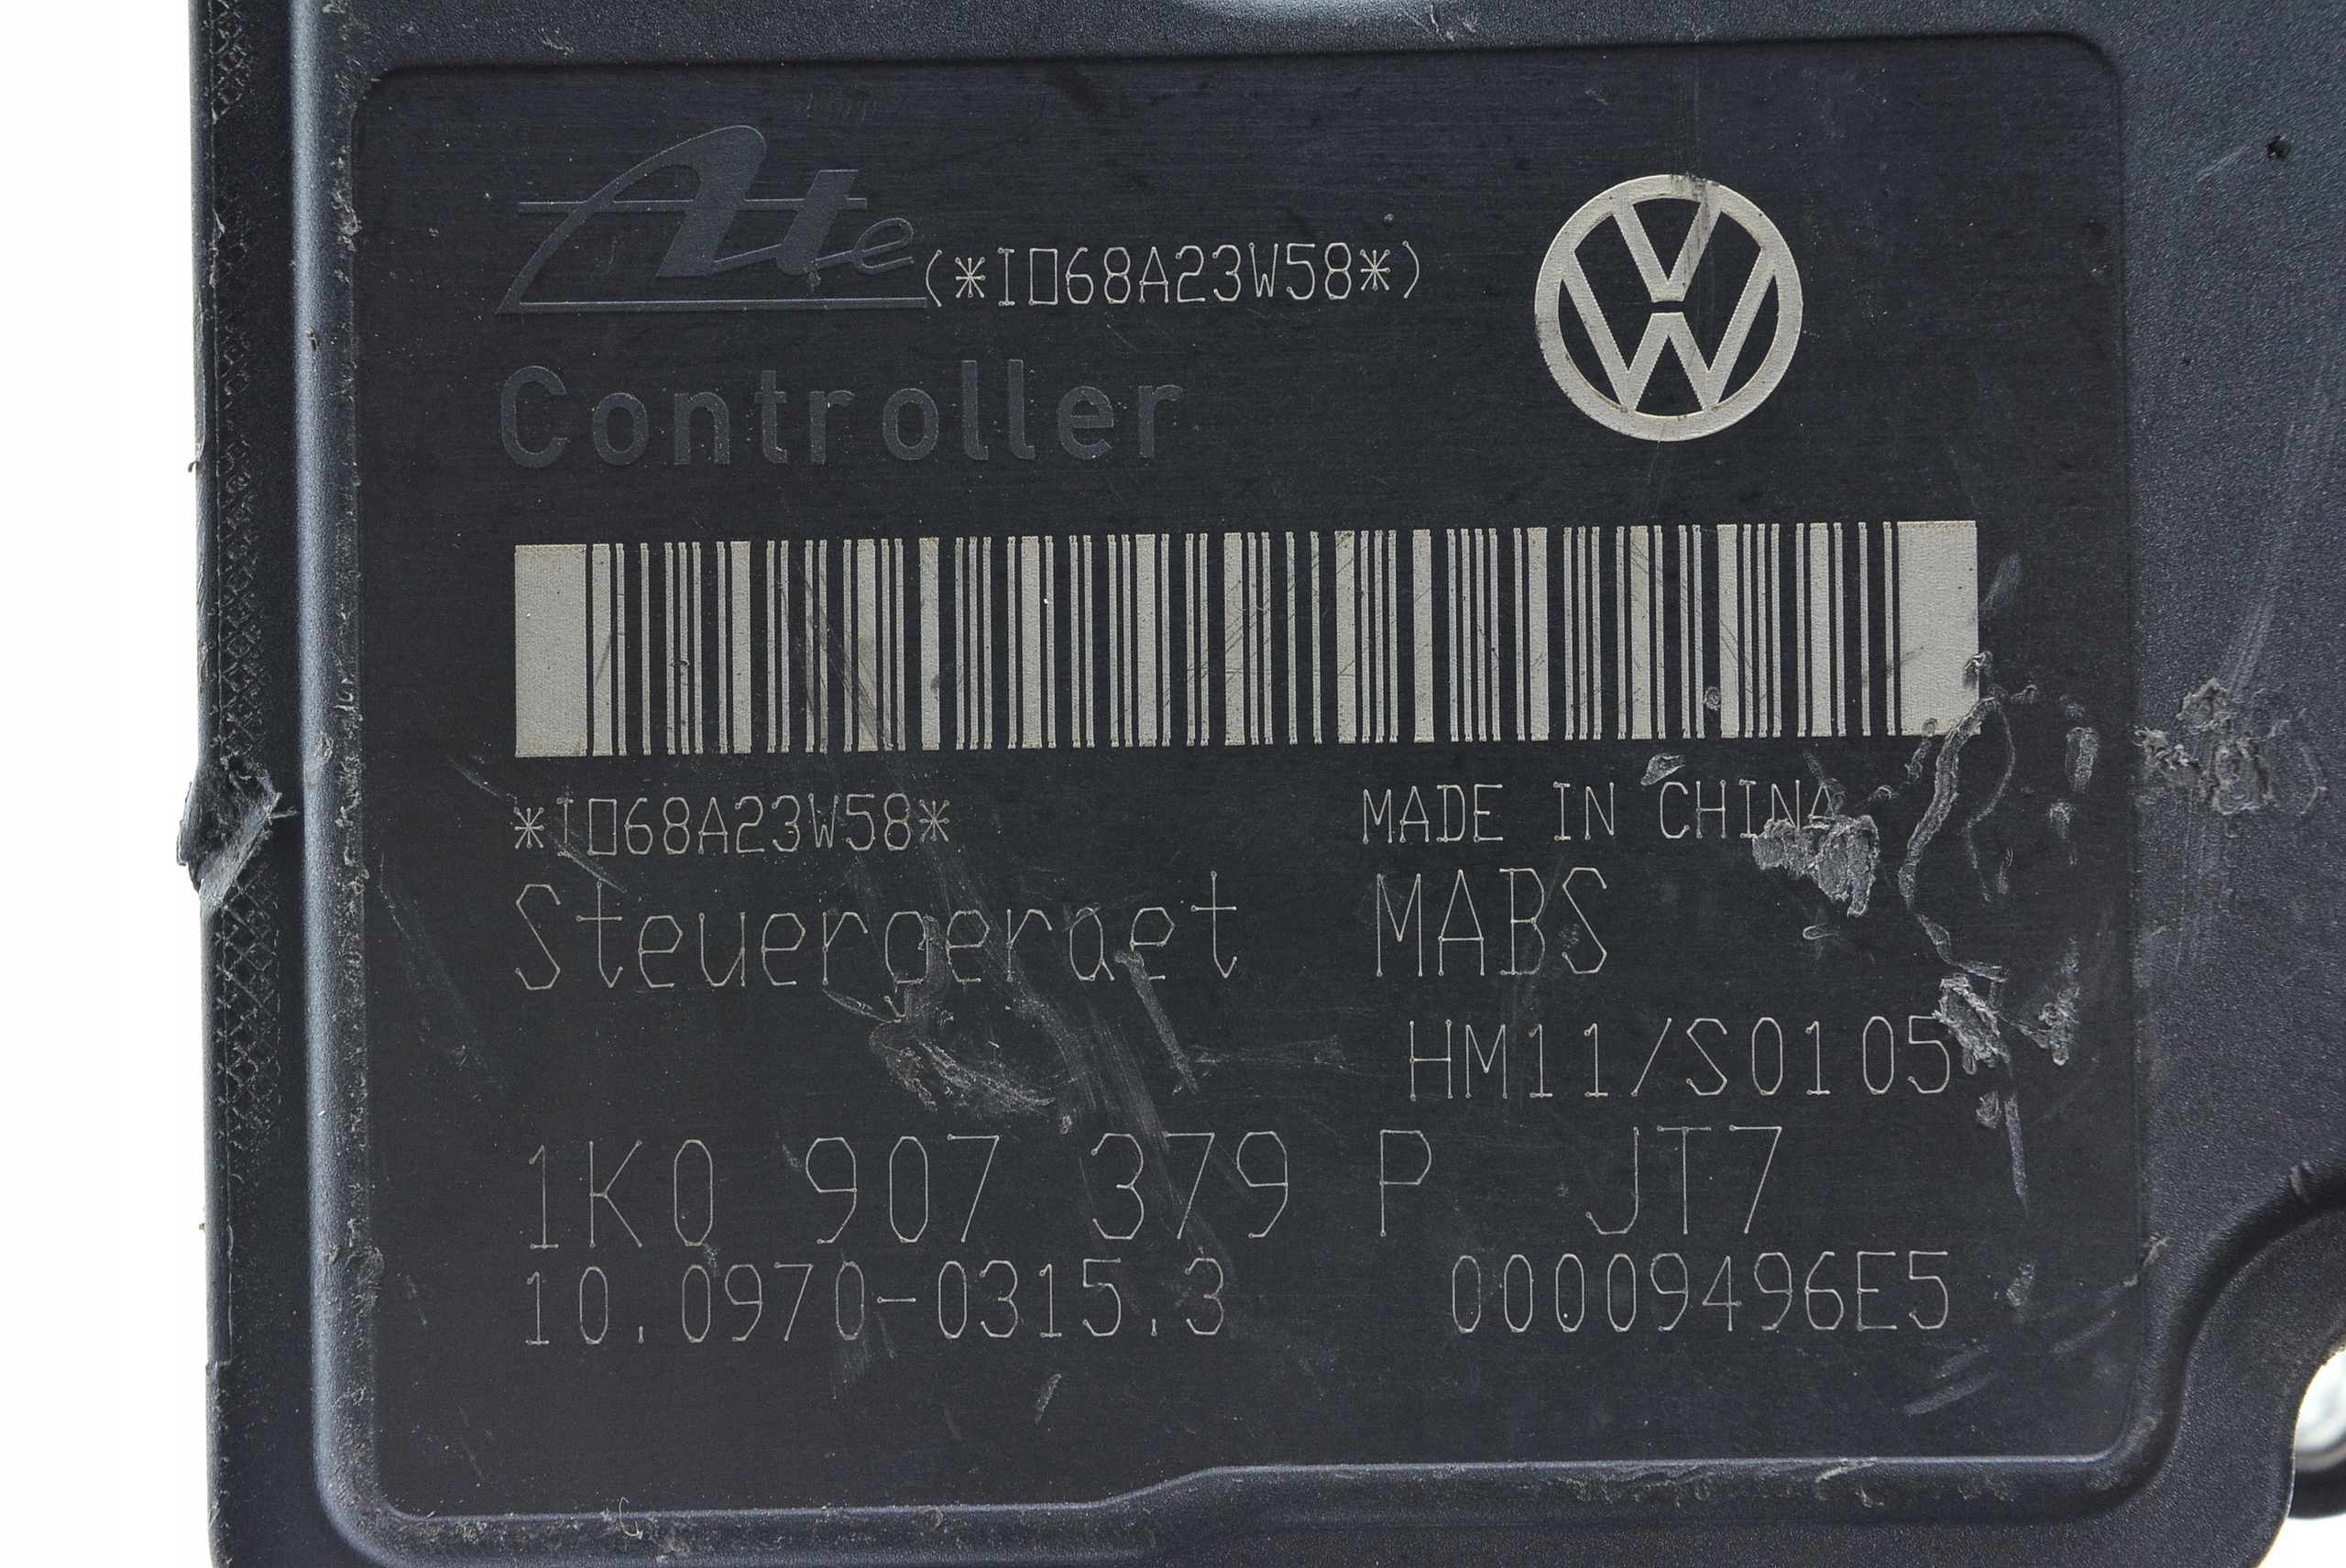 Ate (*I□68A23W58*)
Controller
*I□68A23W58* MADE IN CHINA
Steuergeraet MABS
HM11/S0105
1K0 907 379 P JT7
10.0970-0315.3 00009496E5